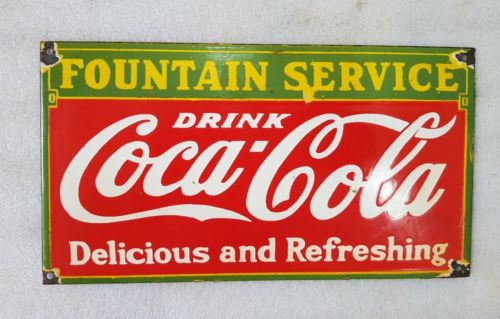 FOUNTAIN SERVICE
DRINK
Coca-Cola
Delicious and Refreshing